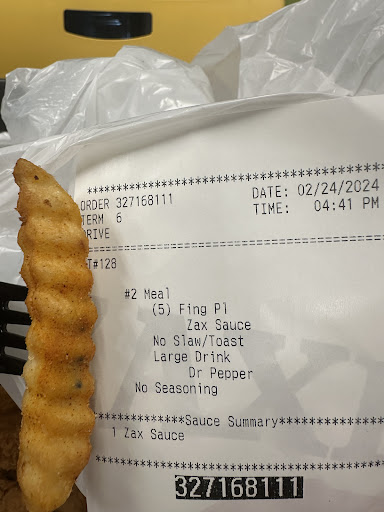 ****************************************
ORDER 327168111 DATE: 02/24/2024
TERM 6 TIME: 04:41 PM
RIVE
========================================
T#128
#2 Meal
(5) Fing Pl
Zax Sauce
No Slaw/Toast
Large Drink
Dr Pepper
No Seasoning
************Sauce Summary**************
1 Zax Sauce
****************************************
327168111